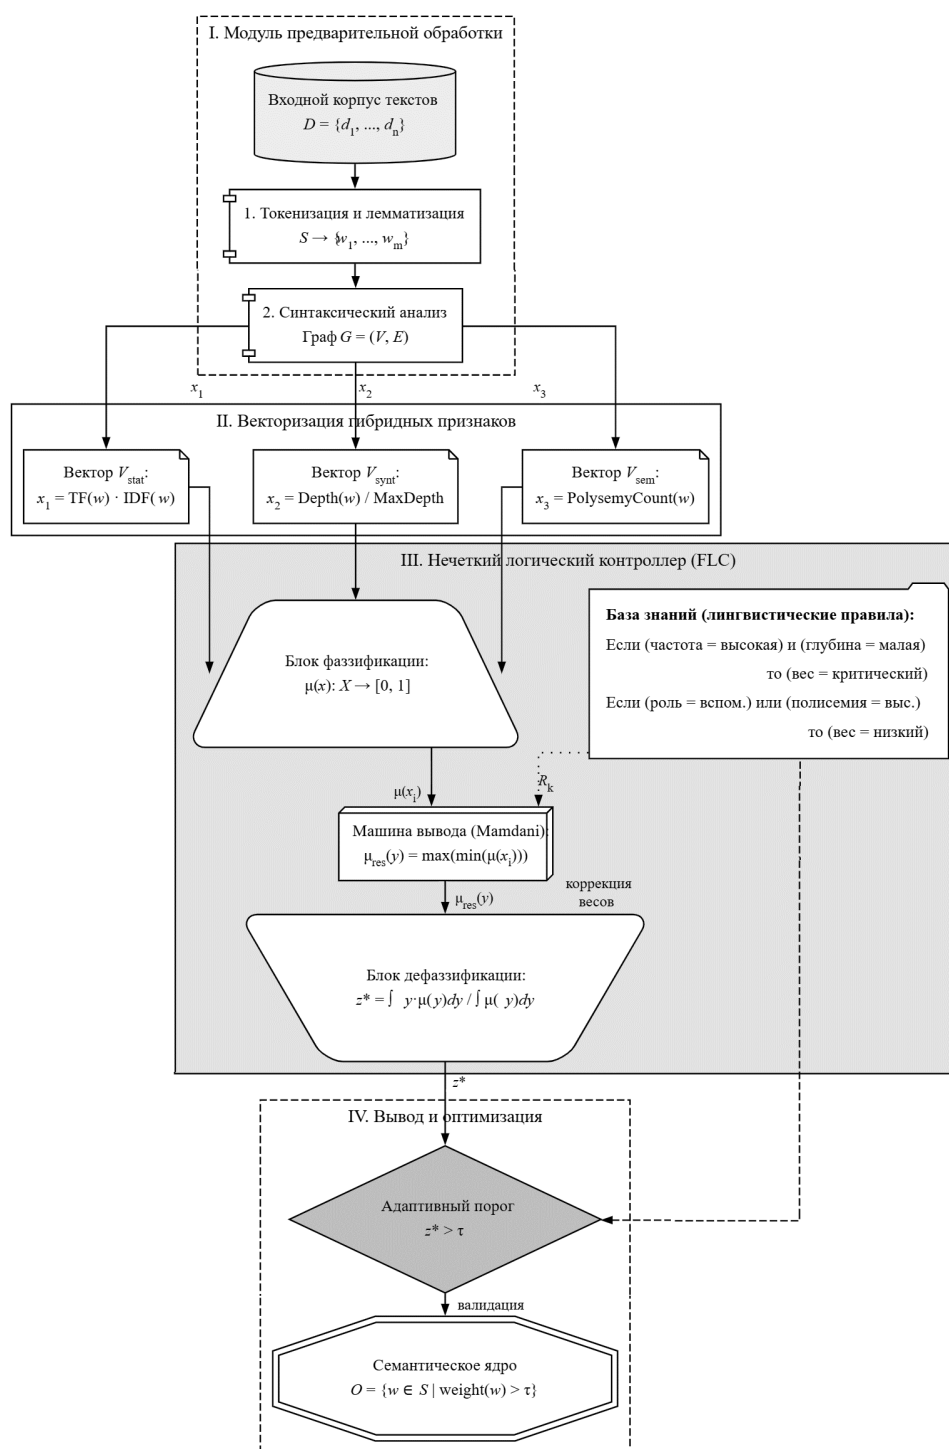 I. Модуль предварительной обработки
Входной корпус текстов
D = {d1, ..., dn}
1. Токенизация и лемматизация
S → {w1, ..., wm}
2. Синтаксический анализ
Граф G = (V, E)
x1
x2
x3
II. Векторизация гибридных признаков
Вектор Vstat:
x1 = TF(w) · IDF( w)
Вектор Vsynt:
x2 = Depth(w) / MaxDepth
Вектор Vsem:
x3 = PolysemyCount(w)
III. Нечеткий логический контроллер (FLC)
База знаний (лингвистические правила):
Если (частота = высокая) и (глубина = малая)
то (вес = критический)
Если (роль = вспом.) или (полисемия = выс.)
то (вес = низкий)
Блок фаззификации:
μ(x): X → [0, 1]
μ(xi)
Rk
Машина вывода (Mamdani):
μres(y) = max(min(μ(xi)))
μres(y)
коррекция
весов
Блок дефаззификации:
z* = ∫ y·μ(y)dy / ∫ μ( y)dy
z*
IV. Вывод и оптимизация
Адаптивный порог
z* > τ
валидация
Семантическое ядро
O = {w ∈ S | weight(w) > τ}